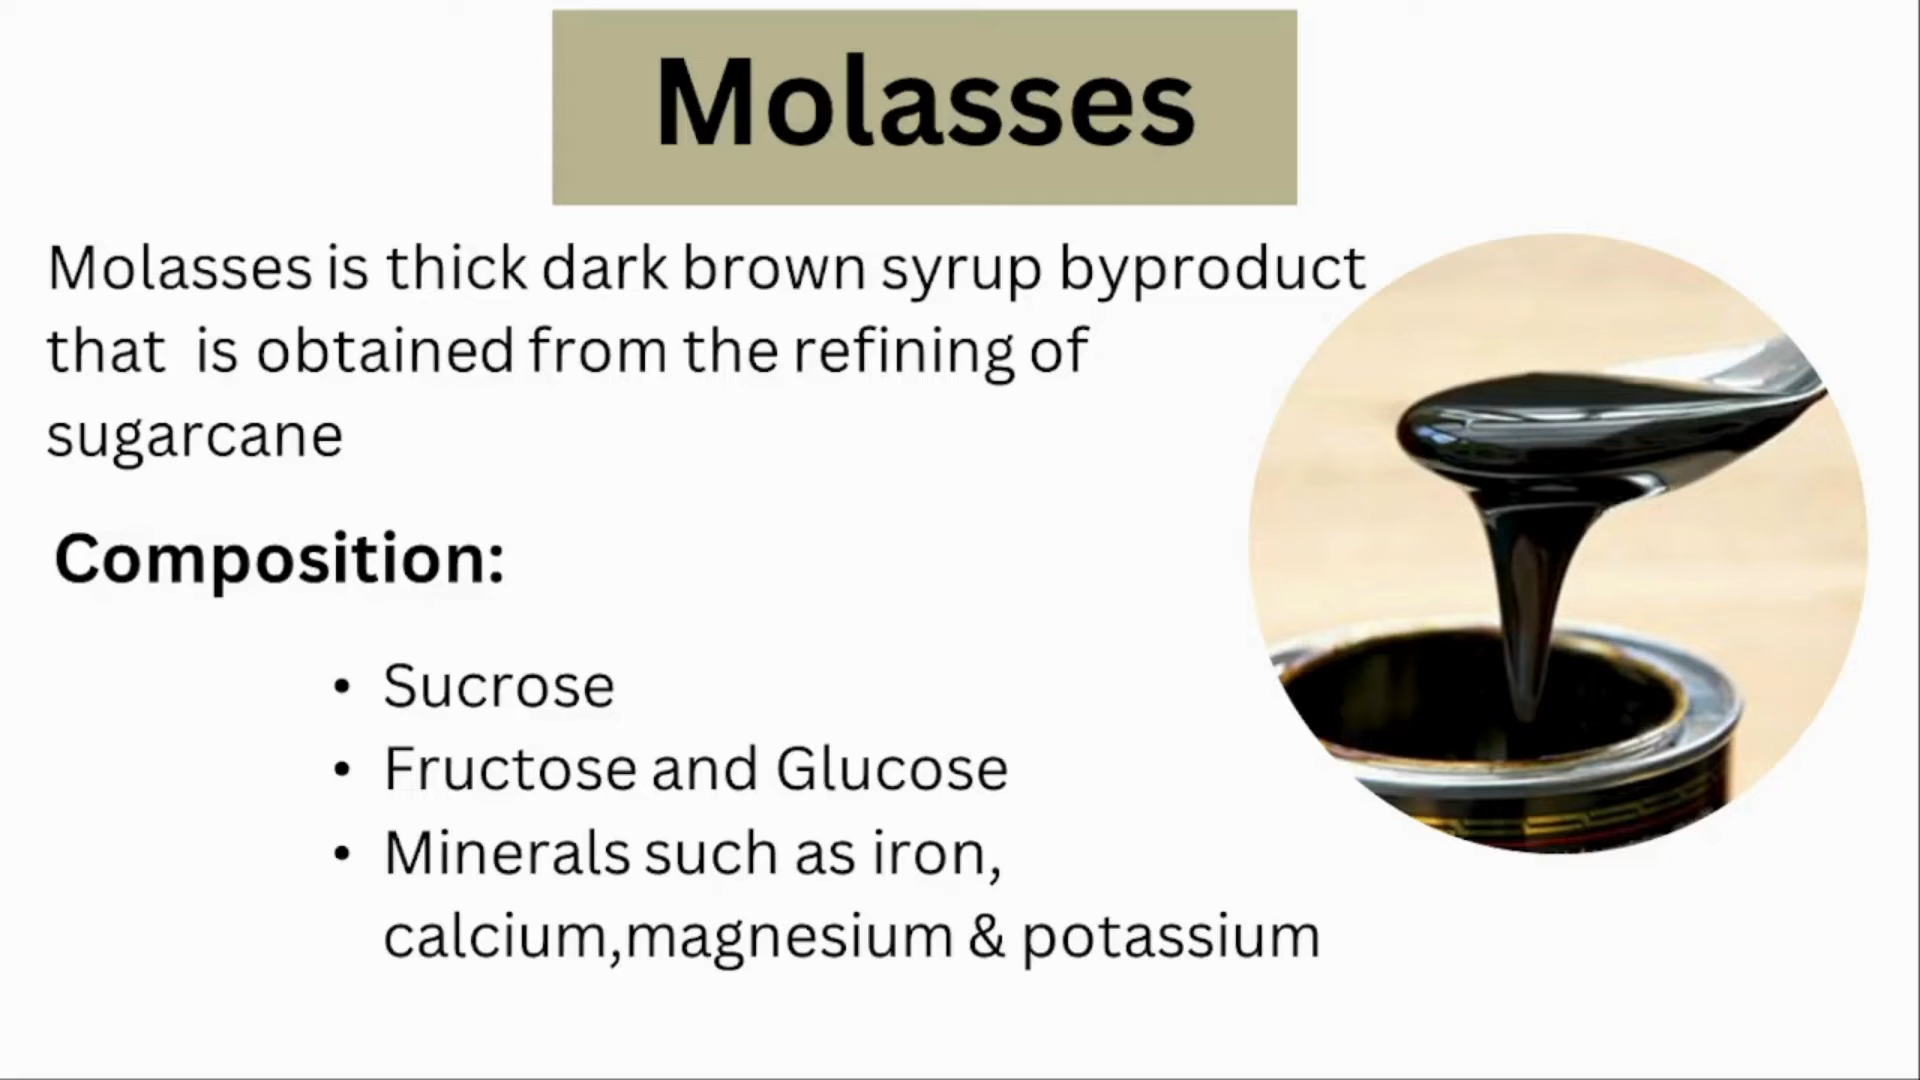 Molasses
Molasses is thick dark brown syrup byproduct
that is obtained from the refining of
sugarcane
Composition:
• Sucrose
• Fructose and Glucose
• Minerals such as iron,
calcium,magnesium & potassium